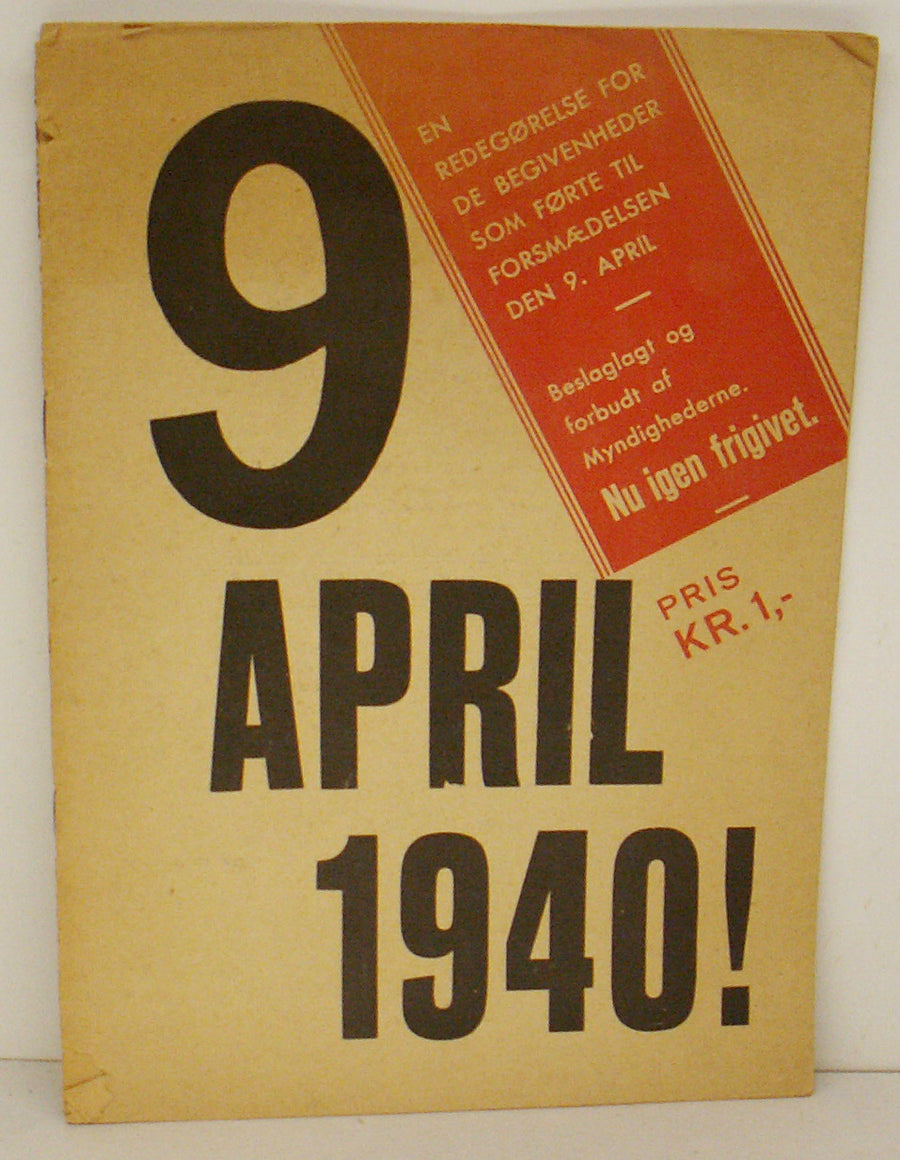 9
APRIL
1940!
EN
REDEGØRELSE FOR
DE BEGIVENHEDER
SOM FØRTE TIL
FORSMÆDELSEN
DEN 9. APRIL
Beslaglagt og
forbudt af
Myndighederne.
Nu igen frigivet.
PRIS
KR. 1,-